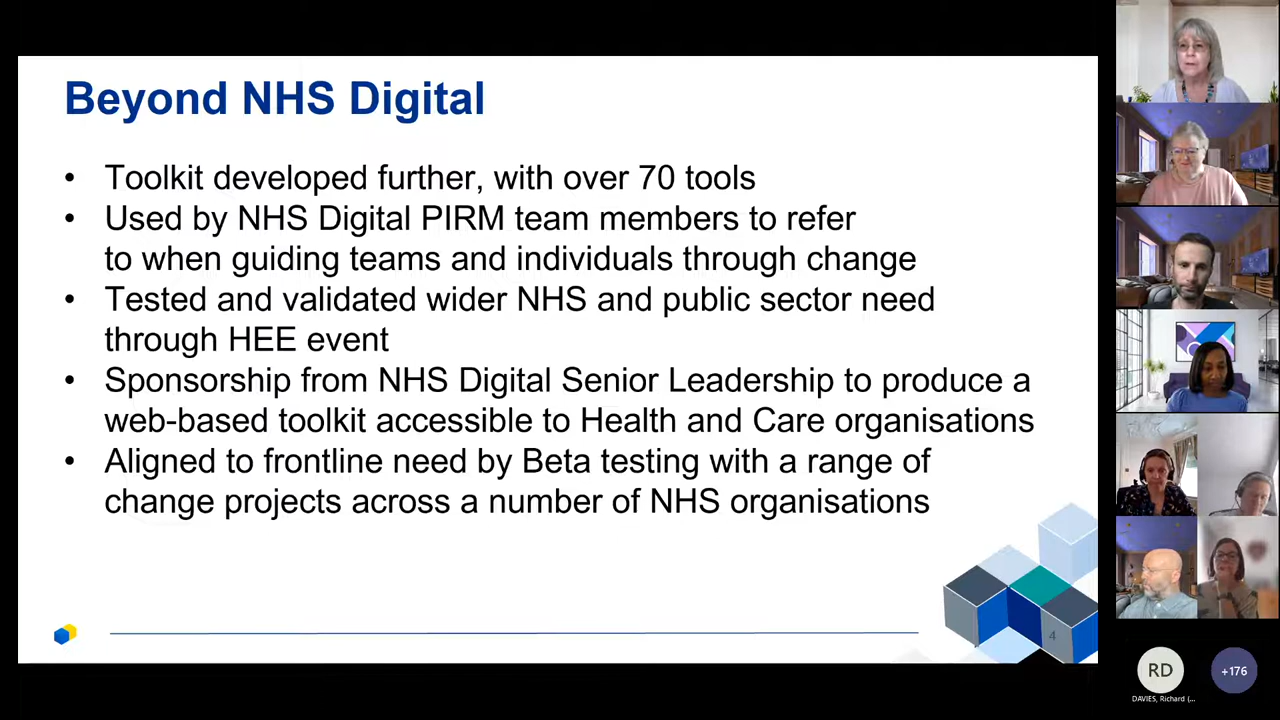 Beyond NHS Digital
• Toolkit developed further, with over 70 tools
• Used by NHS Digital PIRM team members to refer
to when guiding teams and individuals through change
• Tested and validated wider NHS and public sector need
through HEE event
• Sponsorship from NHS Digital Senior Leadership to produce a
web-based toolkit accessible to Health and Care organisations
• Aligned to frontline need by Beta testing with a range of
change projects across a number of NHS organisations
4
RD
+176
DAVIES, Richard (...